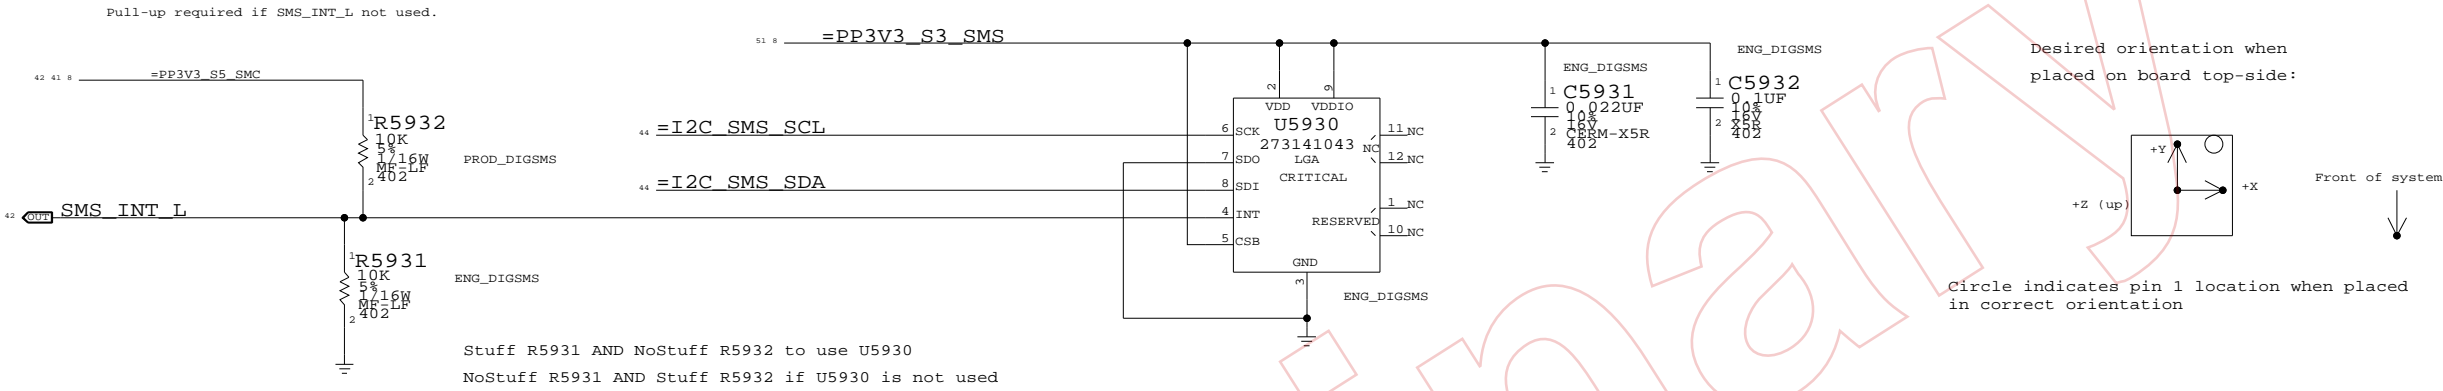 Pull-up required if SMS_INT_L not used.
51 8 =PP3V3_S3_SMS
42 41 8 =PP3V3_S5_SMC
1
R5932
10K
5%
1/16W
MF-LF
402
2
PROD_DIGSMS
44 =I2C_SMS_SCL
44 =I2C_SMS_SDA
42 OUT SMS_INT_L
1
R5931
10K
5%
1/16W
MF-LF
402
2
ENG_DIGSMS
Stuff R5931 AND NoStuff R5932 to use U5930
NoStuff R5931 AND Stuff R5932 if U5930 is not used
2 9
VDD VDDIO
U5930
273141043
LGA
CRITICAL
6 SCK
7 SDO
8 SDI
4 INT
5 CSB
NC
11 NC
12 NC
RESERVED
1 NC
10 NC
GND
3
ENG_DIGSMS
ENG_DIGSMS
1
C5931
0.022UF
10%
16V
CERM-X5R
402
2
ENG_DIGSMS
1
C5932
0.1UF
10%
16V
X5R
402
2
Desired orientation when
placed on board top-side:
+Y
+X
+Z (up)
Front of system
Circle indicates pin 1 location when placed
in correct orientation
inary